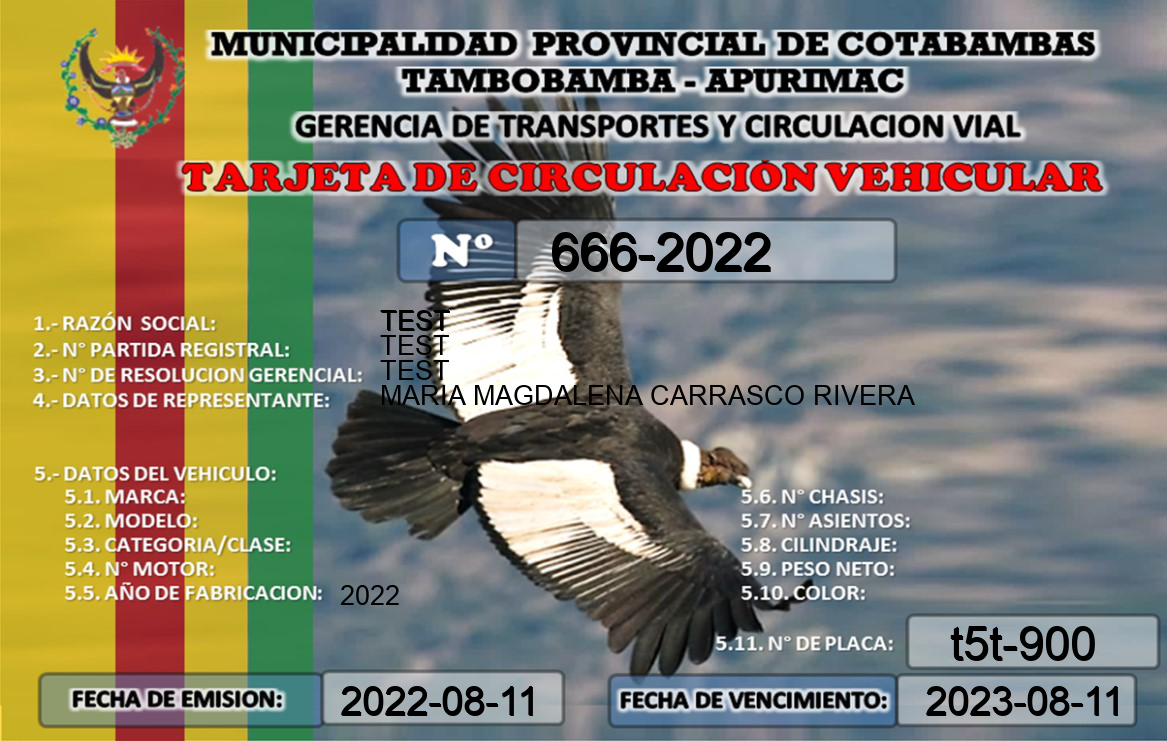 MUNICIPALIDAD PROVINCIAL DE COTABAMBAS
TAMBOBAMBA - APURIMAC
GERENCIA DE TRANSPORTES Y CIRCULACION VIAL
TARJETA DE CIRCULACIÓN VEHICULAR
Nº 666-2022
1.- RAZÓN SOCIAL: TEST
2.- N° PARTIDA REGISTRAL: TEST
3.- N° DE RESOLUCION GERENCIAL: TEST
4.- DATOS DE REPRESENTANTE: MARIA MAGDALENA CARRASCO RIVERA
5.- DATOS DEL VEHICULO:
5.1. MARCA:
5.2. MODELO:
5.3. CATEGORIA/CLASE:
5.4. N° MOTOR:
5.5. AÑO DE FABRICACION: 2022
5.6. N° CHASIS:
5.7. N° ASIENTOS:
5.8. CILINDRAJE:
5.9. PESO NETO:
5.10. COLOR:
5.11. N° DE PLACA: t5t-900
FECHA DE EMISION: 2022-08-11
FECHA DE VENCIMIENTO: 2023-08-11